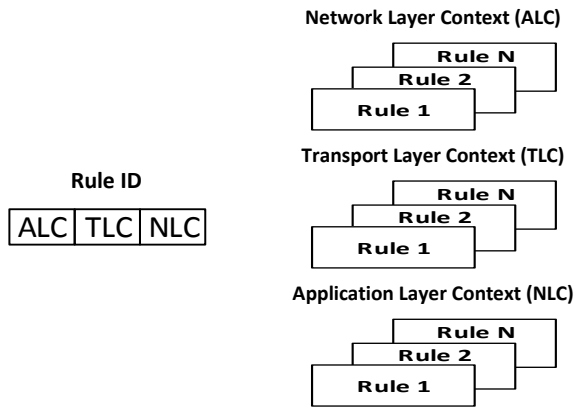 Network Layer Context (ALC)
Rule N
Rule 2
Rule 1
Transport Layer Context (TLC)
Rule N
Rule 2
Rule 1
Rule ID
ALC TLC NLC
Application Layer Context (NLC)
Rule N
Rule 2
Rule 1